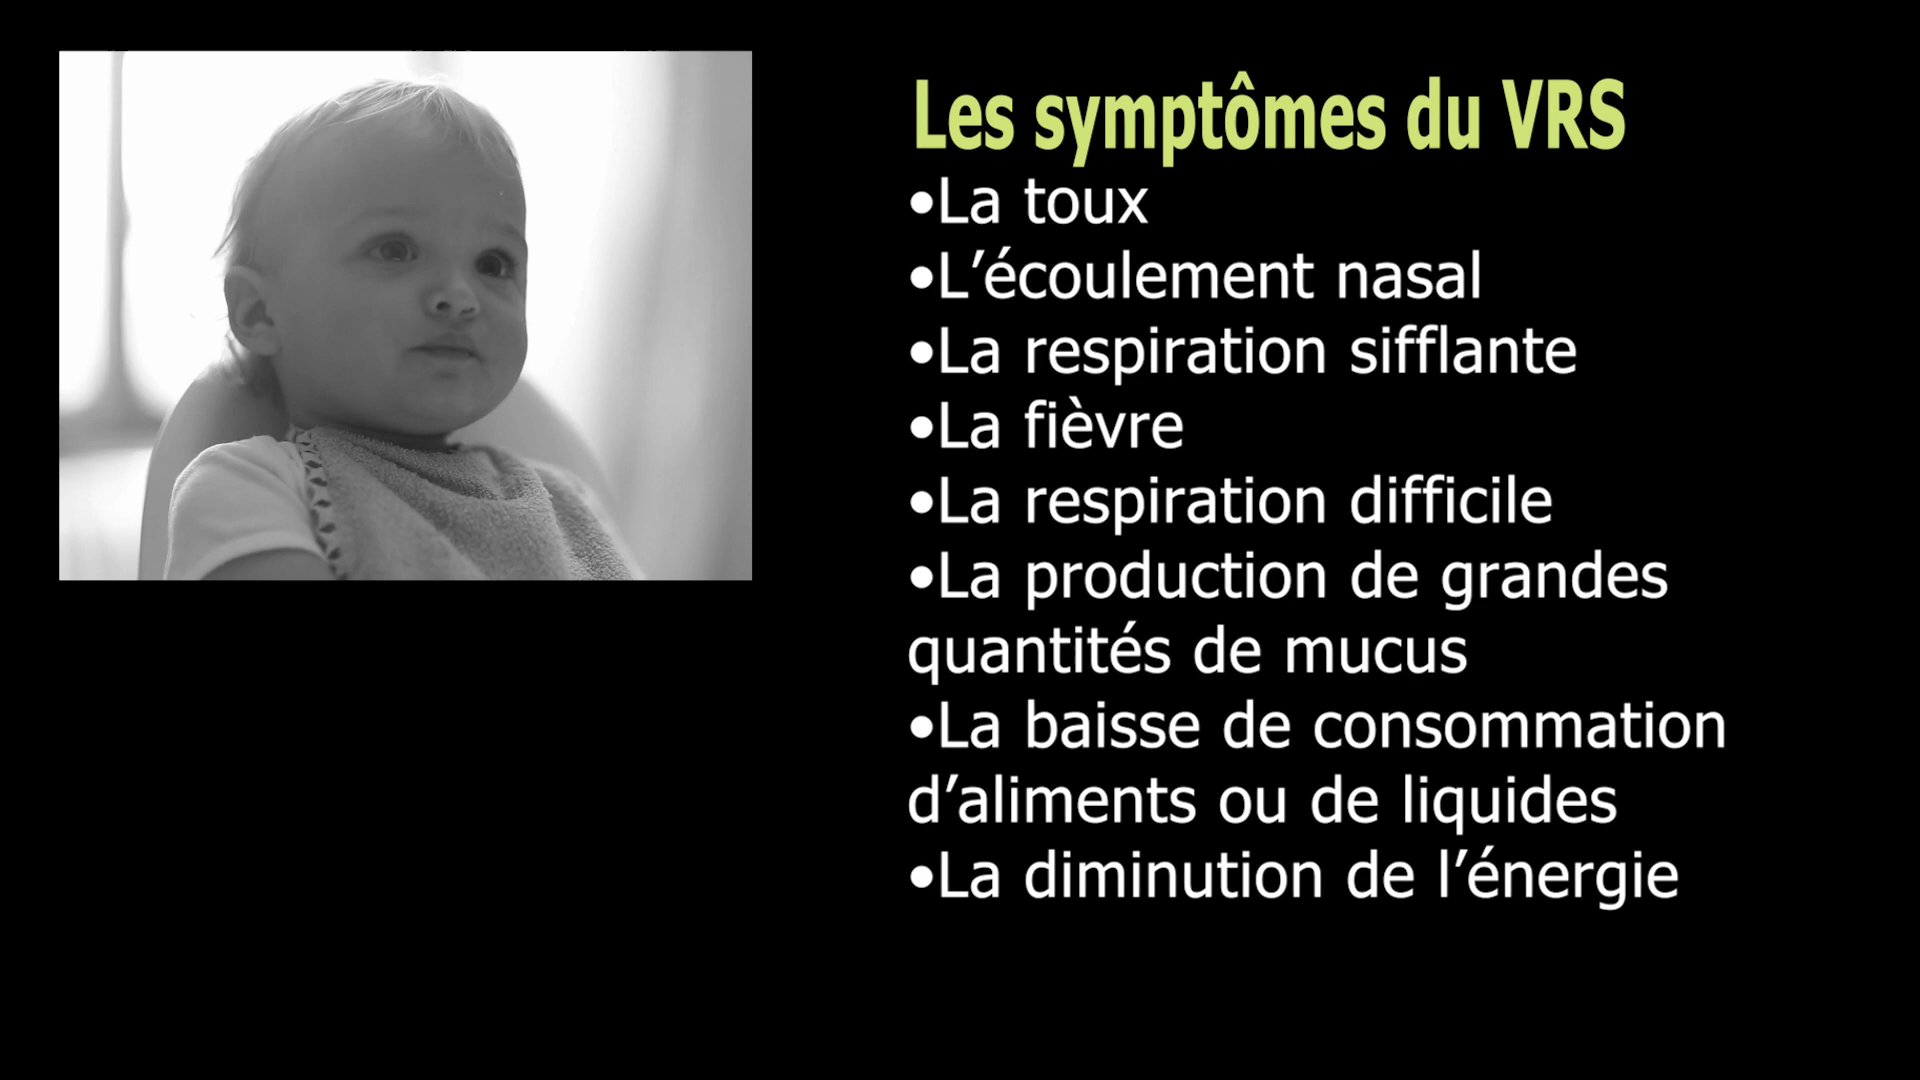 Les symptômes du VRS
•La toux
•L’écoulement nasal
•La respiration sifflante
•La fièvre
•La respiration difficile
•La production de grandes
quantités de mucus
•La baisse de consommation
d’aliments ou de liquides
•La diminution de l’énergie